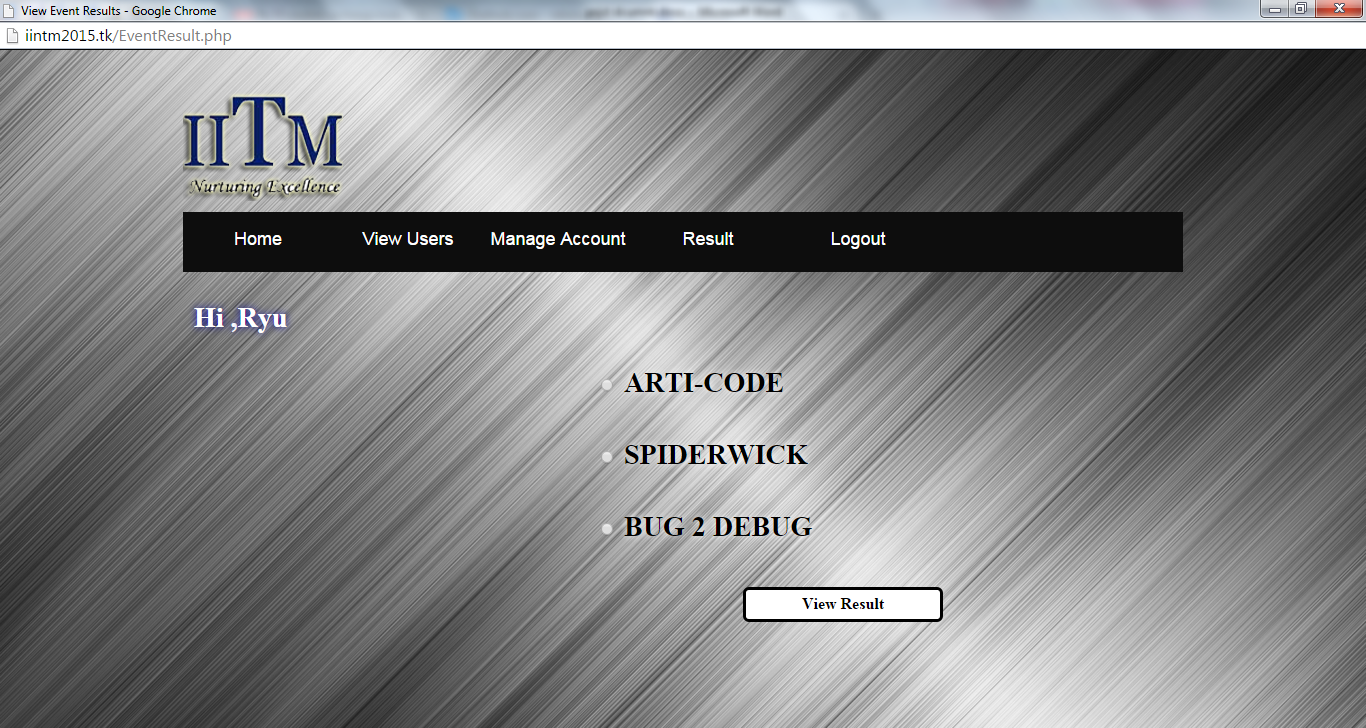 View Event Results - Google Chrome
iintm2015.tk/EventResult.php
IITM
Nurturing Excellence
Home View Users Manage Account Result Logout
Hi ,Ryu
ARTI-CODE
SPIDERWICK
BUG 2 DEBUG
View Result